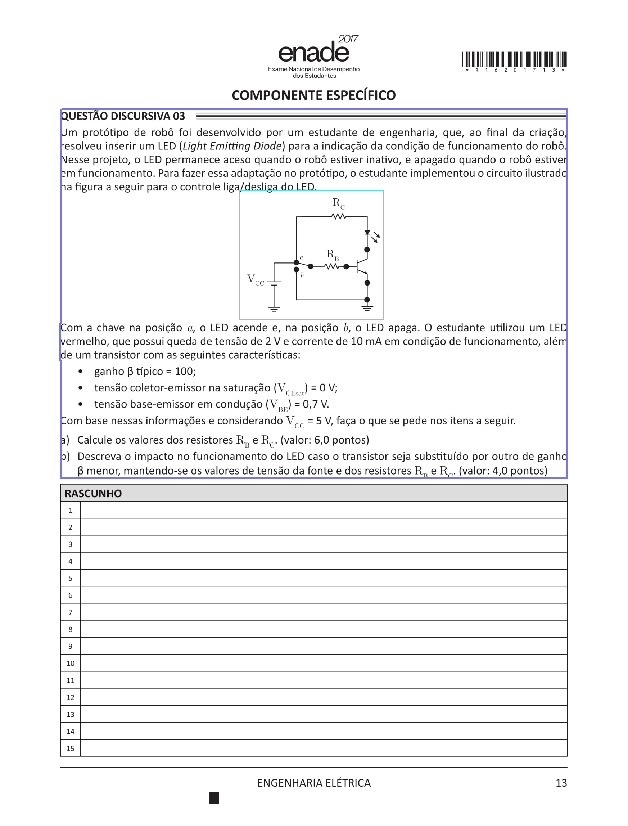 2017
enade
Exame Nacional de Desempenho
dos Estudantes
*R16201713*
COMPONENTE ESPECÍFICO
QUESTÃO DISCURSIVA 03
Um protótipo de robô foi desenvolvido por um estudante de engenharia, que, ao final da criação,
resolveu inserir um LED (Light Emitting Diode) para a indicação da condição de funcionamento do robô.
Nesse projeto, o LED permanece aceso quando o robô estiver inativo, e apagado quando o robô estiver
em funcionamento. Para fazer essa adaptação no protótipo, o estudante implementou o circuito ilustrado
na figura a seguir para o controle liga/desliga do LED.
R_C
R_B
V_CC
Com a chave na posição a, o LED acende e, na posição b, o LED apaga. O estudante utilizou um LED
vermelho, que possui queda de tensão de 2 V e corrente de 10 mA em condição de funcionamento, além
de um transistor com as seguintes características:
• ganho β típico = 100;
• tensão coletor-emissor na saturação (V_CEsat) = 0 V;
• tensão base-emissor em condução (V_BE) = 0,7 V.
Com base nessas informações e considerando V_CC = 5 V, faça o que se pede nos itens a seguir.
a) Calcule os valores dos resistores R_B e R_C. (valor: 6,0 pontos)
b) Descreva o impacto no funcionamento do LED caso o transistor seja substituído por outro de ganho
β menor, mantendo-se os valores de tensão da fonte e dos resistores R_B e R_C. (valor: 4,0 pontos)
RASCUNHO
1
2
3
4
5
6
7
8
9
10
11
12
13
14
15
ENGENHARIA ELÉTRICA 13